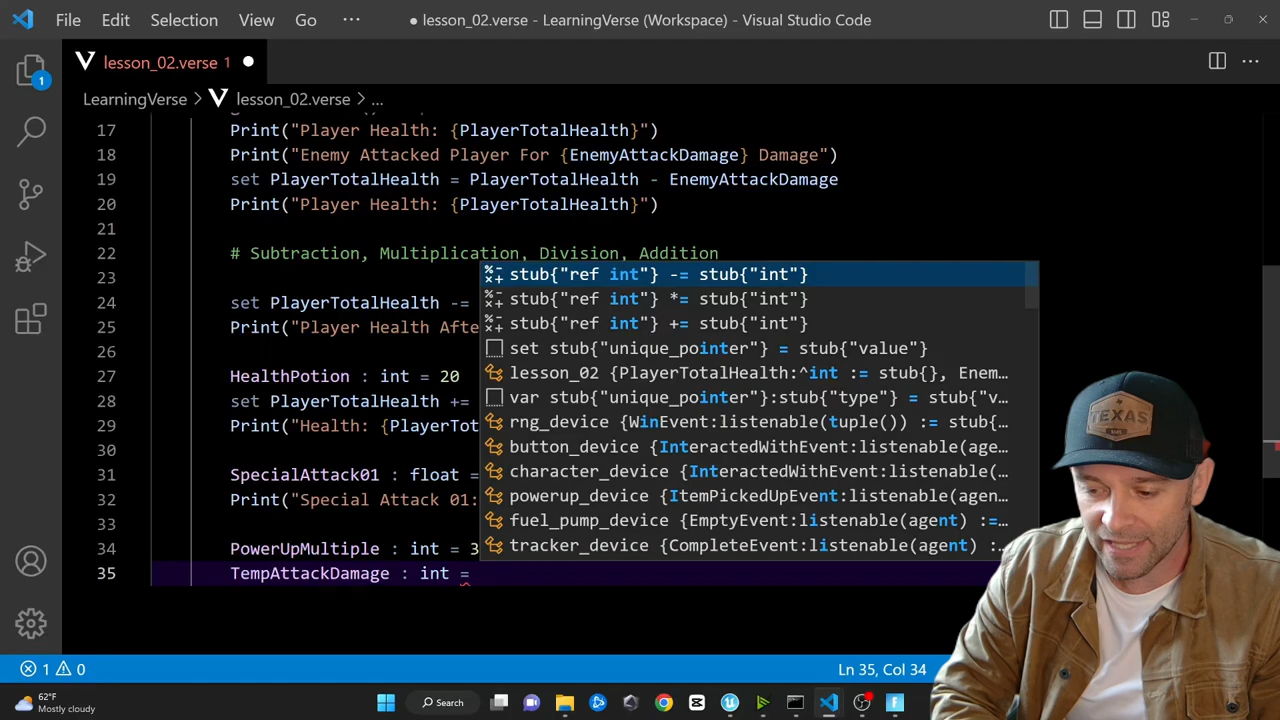 File Edit Selection View Go ··· ● lesson_02.verse - LearningVerse (Workspace) - Visual Studio Code
lesson_02.verse 1 ●
LearningVerse > lesson_02.verse > ...
1
17 Print("Player Health: {PlayerTotalHealth}")
18 Print("Enemy Attacked Player For {EnemyAttackDamage} Damage")
19 set PlayerTotalHealth = PlayerTotalHealth - EnemyAttackDamage
20 Print("Player Health: {PlayerTotalHealth}")
21
22 # Subtraction, Multiplication, Division, Addition
23
24 set PlayerTotalHealth -=
25 Print("Player Health Afte
26
27 HealthPotion : int = 20
28 set PlayerTotalHealth +=
29 Print("Health: {PlayerTot
30
31 SpecialAttack01 : float =
32 Print("Special Attack 01:
33
34 PowerUpMultiple : int = 3
35 TempAttackDamage : int =
stub{"ref int"} -= stub{"int"}
stub{"ref int"} *= stub{"int"}
stub{"ref int"} += stub{"int"}
set stub{"unique_pointer"} = stub{"value"}
lesson_02 {PlayerTotalHealth:^int := stub{}, Enem…
var stub{"unique_pointer"}:stub{"type"} = stub{"v…
rng_device {WinEvent:listenable(tuple()) := stub{…
button_device {InteractedWithEvent:listenable(age…
character_device {InteractedWithEvent:listenable(…
powerup_device {ItemPickedUpEvent:listenable(agen…
fuel_pump_device {EmptyEvent:listenable(agent) :=…
tracker_device {CompleteEvent:listenable(agent) :…
TEXAS
1 0 Ln 35, Col 34
62°F
Mostly cloudy
Search